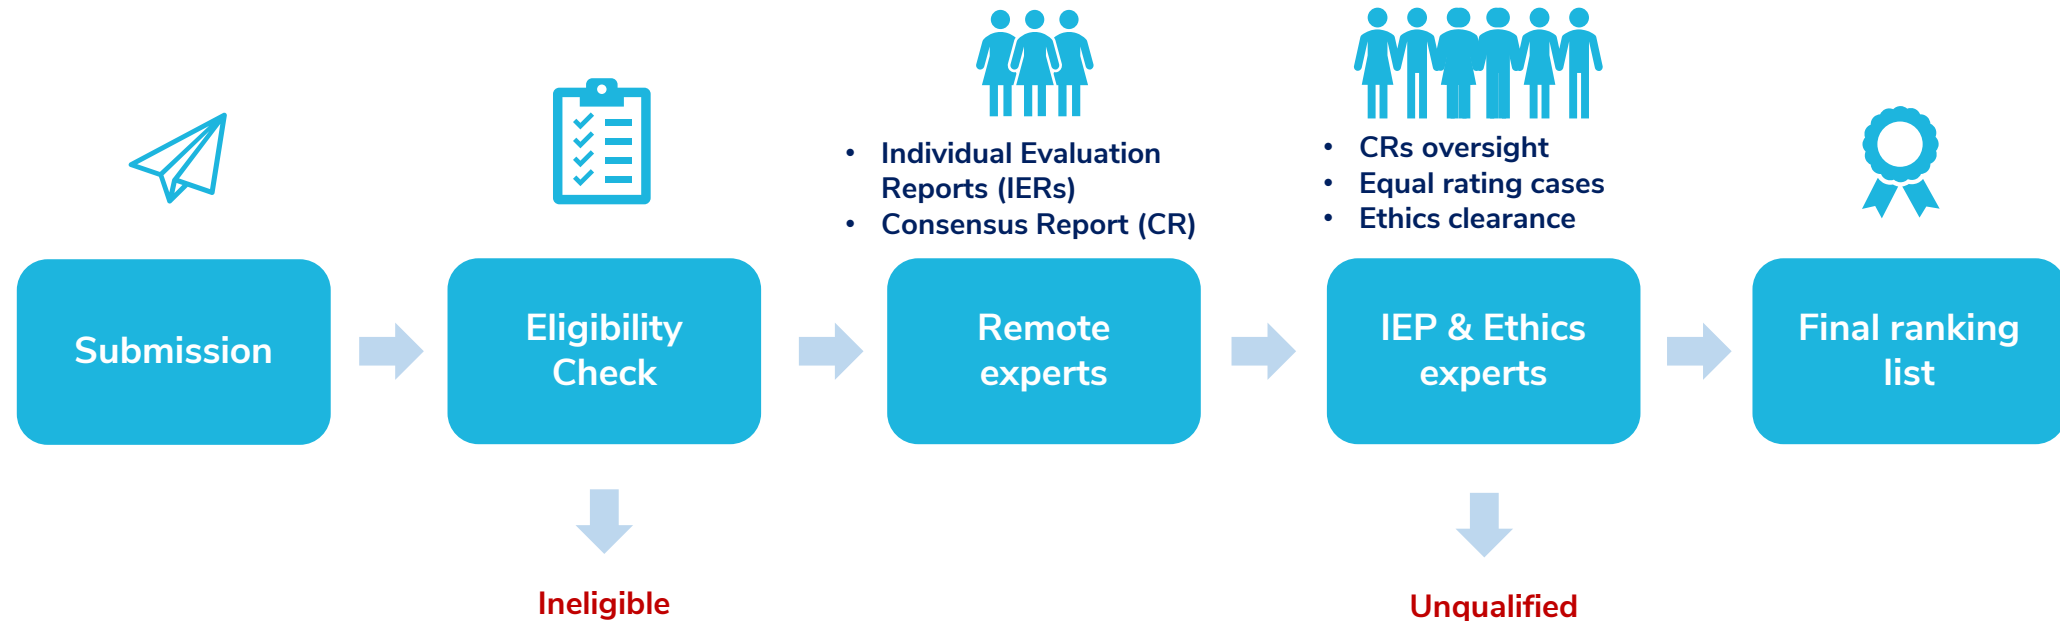 • Individual Evaluation
Reports (IERs)
• Consensus Report (CR)
• CRs oversight
• Equal rating cases
• Ethics clearance
Submission
Eligibility
Check
Remote
experts
IEP & Ethics
experts
Final ranking
list
Ineligible
Unqualified